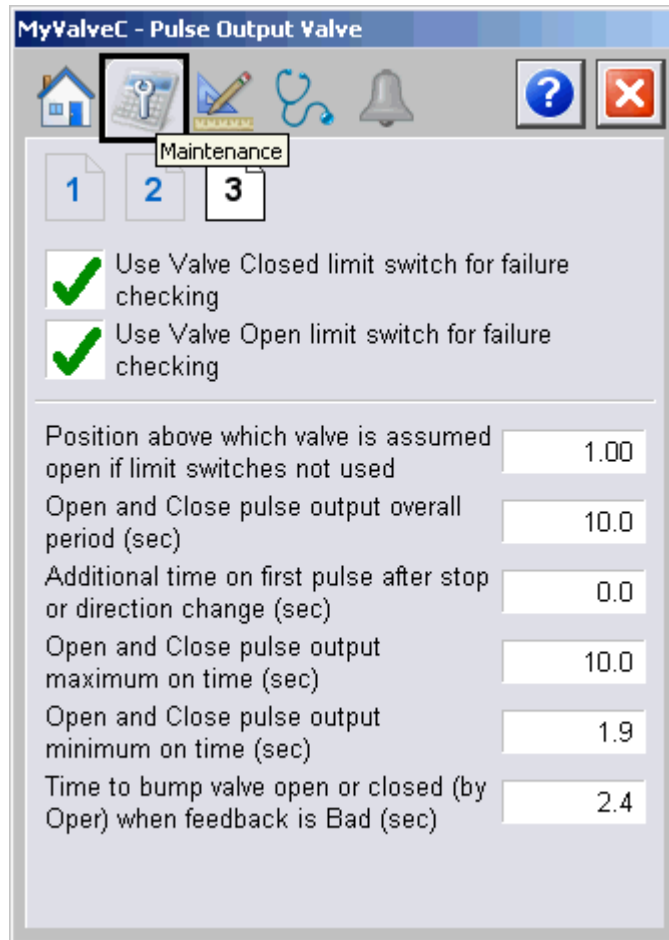 MyValveC - Pulse Output Valve
?
Maintenance
1 2 3
Use Valve Closed limit switch for failure
checking
Use Valve Open limit switch for failure
checking
Position above which valve is assumed
open if limit switches not used
1.00
Open and Close pulse output overall
period (sec)
10.0
Additional time on first pulse after stop
or direction change (sec)
0.0
Open and Close pulse output
maximum on time (sec)
10.0
Open and Close pulse output
minimum on time (sec)
1.9
Time to bump valve open or closed (by
Oper) when feedback is Bad (sec)
2.4